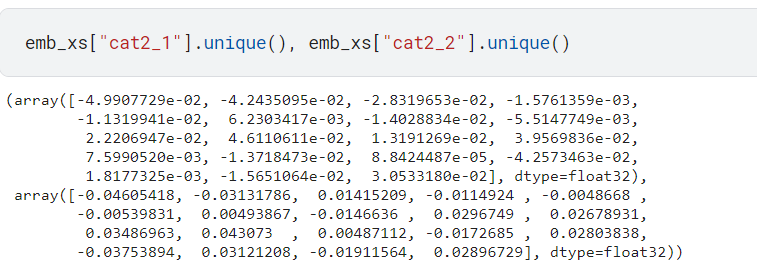 emb_xs["cat2_1"].unique(), emb_xs["cat2_2"].unique()
(array([-4.9907729e-02, -4.2435095e-02, -2.8319653e-02, -1.5761359e-03,
-1.1319941e-02, 6.2303417e-03, -1.4028834e-02, -5.5147749e-03,
2.2206947e-02, 4.6110611e-02, 1.3191269e-02, 3.9569836e-02,
7.5990520e-03, -1.3718473e-02, 8.8424487e-05, -4.2573463e-02,
1.8177325e-03, -1.5651064e-02, 3.0533180e-02], dtype=float32),
array([-0.04605418, -0.03131786, 0.01415209, -0.0114924 , -0.0048668 ,
-0.00539831, 0.00493867, -0.0146636 , 0.0296749 , 0.02678931,
0.03486963, 0.043073 , 0.00487112, -0.0172685 , 0.02803838,
-0.03753894, 0.03121208, -0.01911564, 0.02896729], dtype=float32))